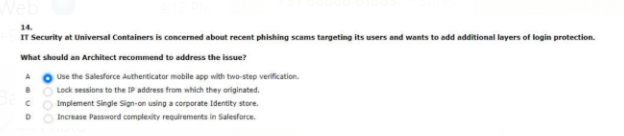 14.
IT Security at Universal Containers is concerned about recent phishing scams targeting its users and wants to add additional layers of login protection.
What should an Architect recommend to address the issue?
A Use the Salesforce Authenticator mobile app with two-step verification.
B Lock sessions to the IP address from which they originated.
C Implement Single Sign-on using a corporate Identity store.
D Increase Password complexity requirements in Salesforce.